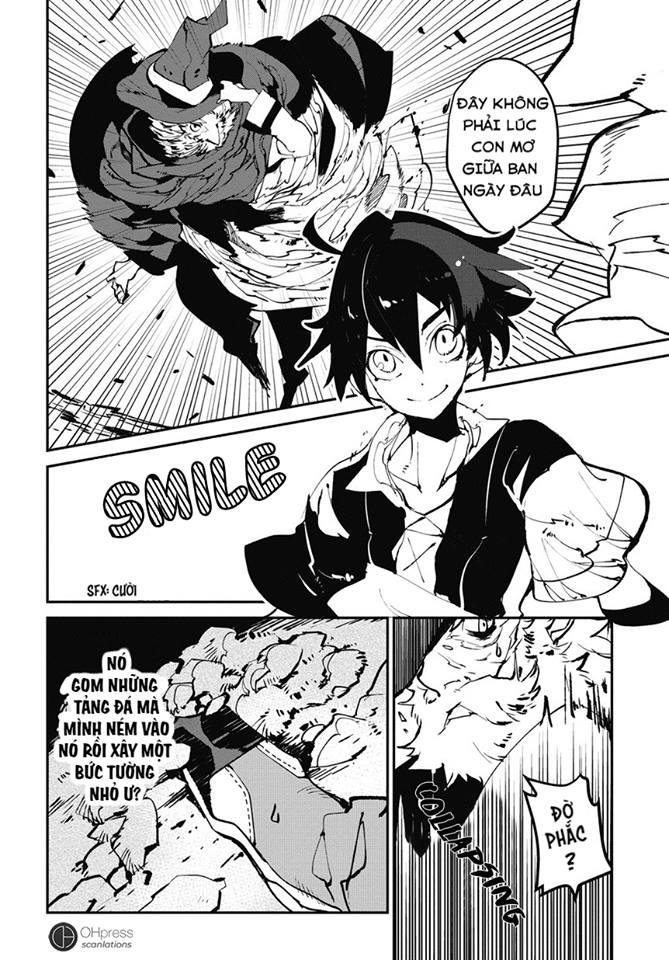 ĐÂY KHÔNG
PHẢI LÚC
CON MƠ
GIỮA BAN
NGÀY ĐÂU
SMILE
SFX: CƯỜI
NÓ
GOM NHỮNG
TẢNG ĐÁ MÀ
MÌNH NÉM VÀO
NÓ RỒI XÂY MỘT
BỨC TƯỜNG
NHỎ Ư?
COLLAPSING
ĐỜ
PHẮC
?
OHpress
scanlations